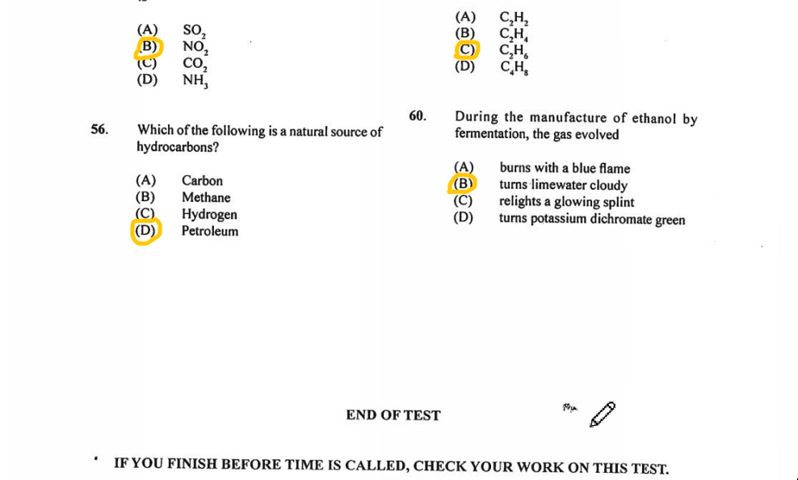 (A) SO₂
(B) NO₂
(C) CO₂
(D) NH₃
56. Which of the following is a natural source of
hydrocarbons?
(A) Carbon
(B) Methane
(C) Hydrogen
(D) Petroleum
(A) C₂H₂
(B) C₂H₄
(C) C₂H₆
(D) C₄H₈
60. During the manufacture of ethanol by
fermentation, the gas evolved
(A) burns with a blue flame
(B) turns limewater cloudy
(C) relights a glowing splint
(D) turns potassium dichromate green
END OF TEST
IF YOU FINISH BEFORE TIME IS CALLED, CHECK YOUR WORK ON THIS TEST.